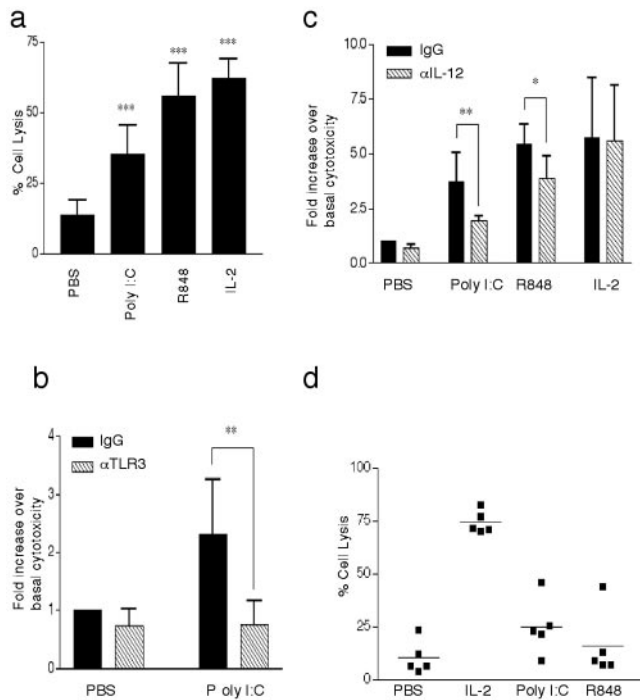 a
***
***
***
75
50
25
0
% Cell Lysis
PBS
Poly I:C
R848
IL-2
c
IgG
αIL-12
10.0
7.5
5.0
2.5
0.0
Fold increase over
basal cytotoxicity
**
*
PBS
Poly I:C
R848
IL-2
b
IgG
αTLR3
4
3
2
1
0
Fold increase over
basal cytotoxicity
**
PBS
P oly I:C
d
100
75
50
25
0
% Cell Lysis
PBS
IL-2
Poly I:C
R848